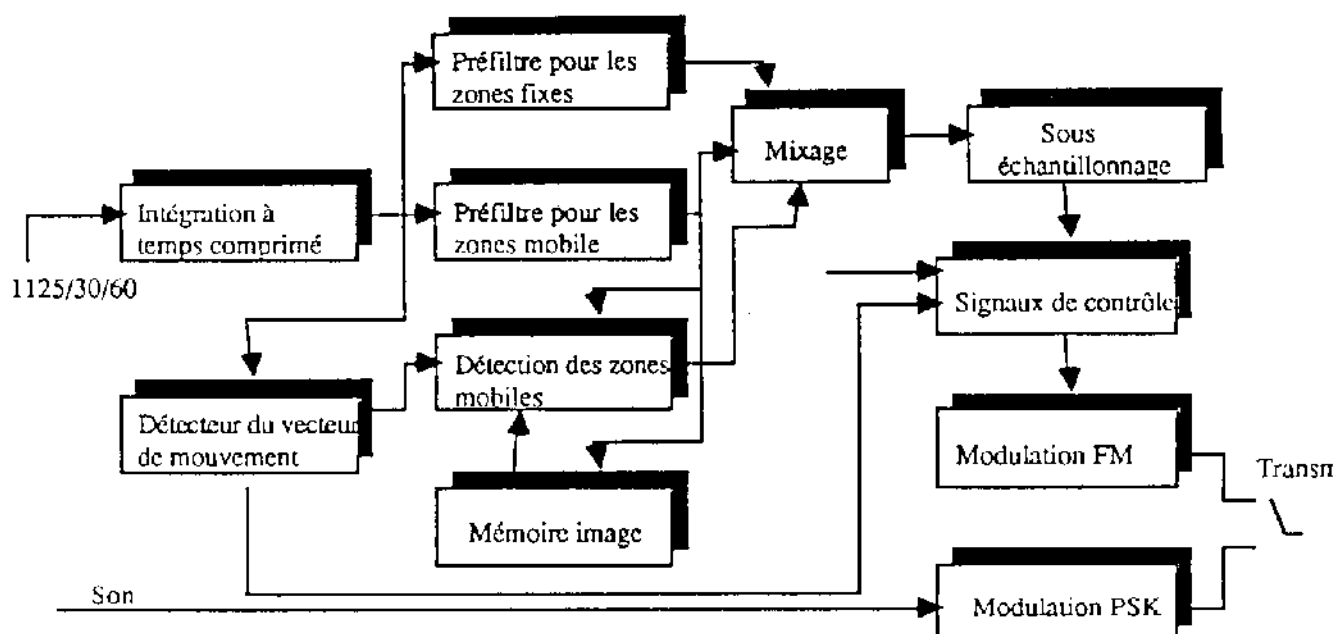 Préfiltre pour les
zones fixes
Mixage
Sous
échantillonnage
Intégration à
temps comprimé
Préfiltre pour les
zones mobile
1125/30/60
Signaux de contrôle
Détection des zones
mobiles
Détecteur du vecteur
de mouvement
Modulation FM
Transm
Mémoire image
Son
Modulation PSK